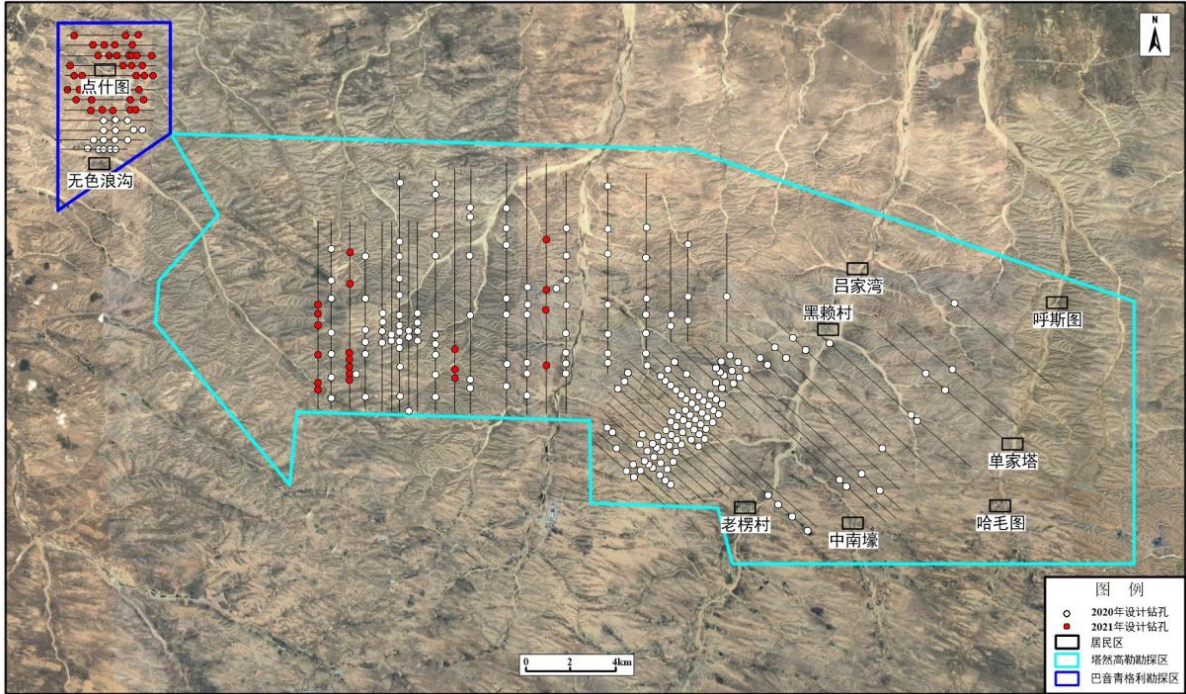 N
点什图
无色浪沟
吕家湾
呼斯图
黑赖村
单家塔
老楞村
中南壕
哈毛图
图 例
2020年设计钻孔
2021年设计钻孔
居民区
塔然高勒勘探区
巴音青格利勘探区
0 2 4km